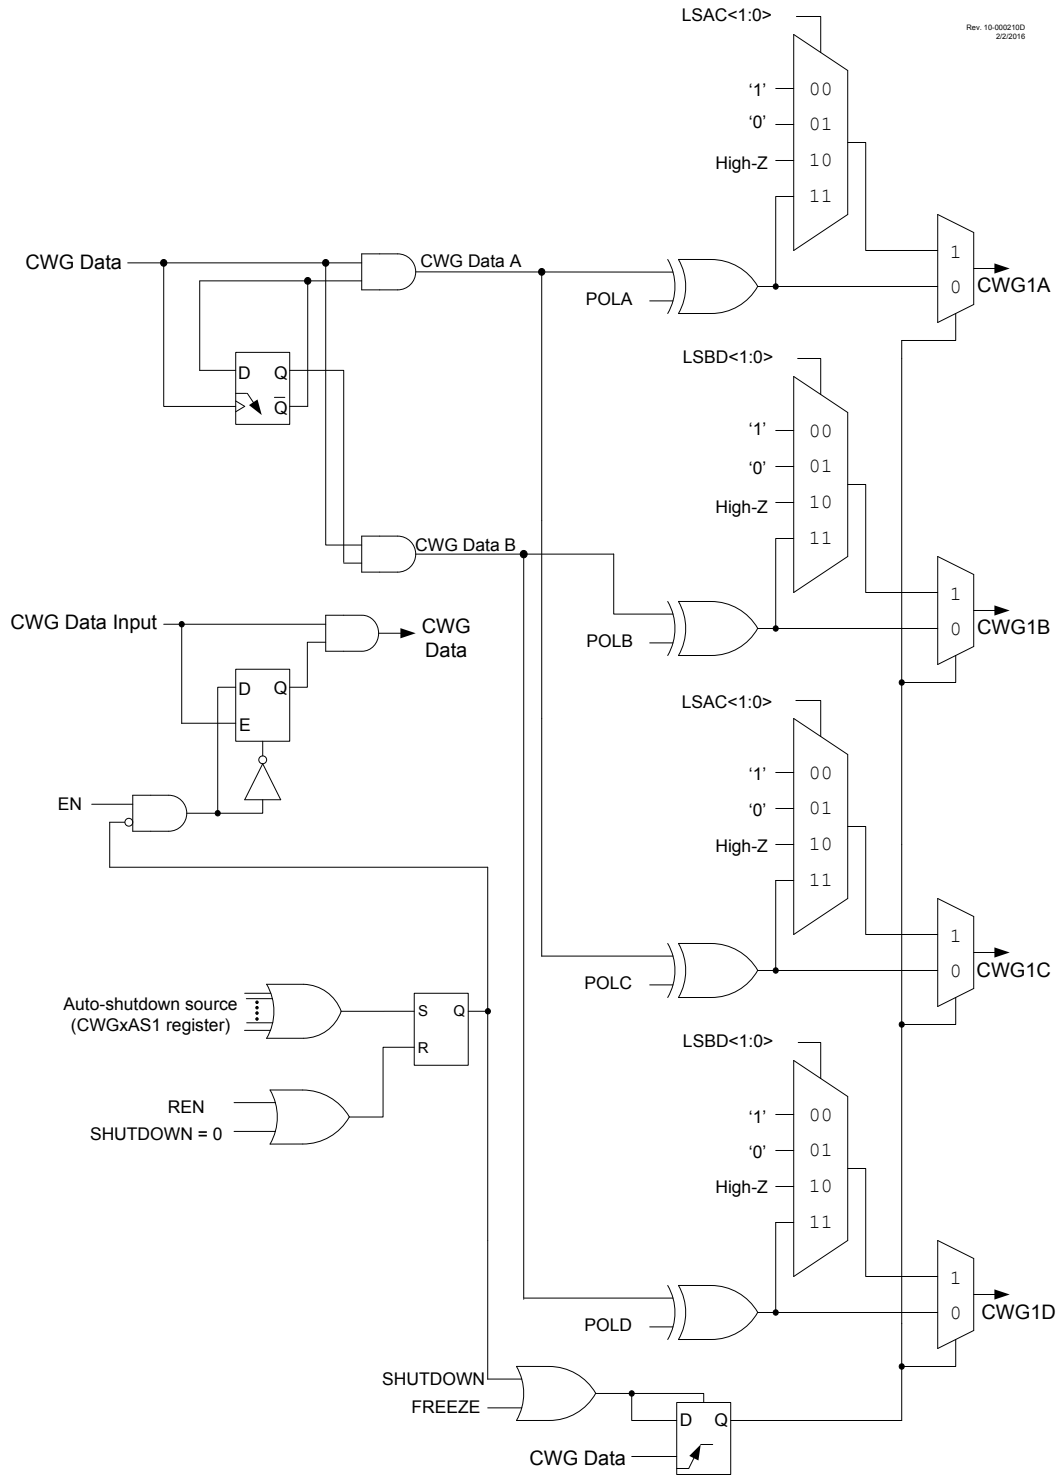 LSAC<1:0>
Rev. 10-000210D
2/2/2016
‘1’
00
‘0’
01
High-Z
10
11
CWG Data
CWG Data A
1
0
CWG1A
POLA
LSBD<1:0>
D
Q
Q̅
‘1’
00
‘0’
01
High-Z
10
11
CWG Data B
1
0
CWG1B
POLB
CWG Data Input
CWG
Data
D
Q
E
LSAC<1:0>
‘1’
00
‘0’
01
High-Z
10
11
EN
1
0
CWG1C
POLC
Auto-shutdown source
(CWGxAS1 register)
S
Q
R
LSBD<1:0>
REN
SHUTDOWN = 0
‘1’
00
‘0’
01
High-Z
10
11
1
0
CWG1D
POLD
SHUTDOWN
FREEZE
D
Q
CWG Data